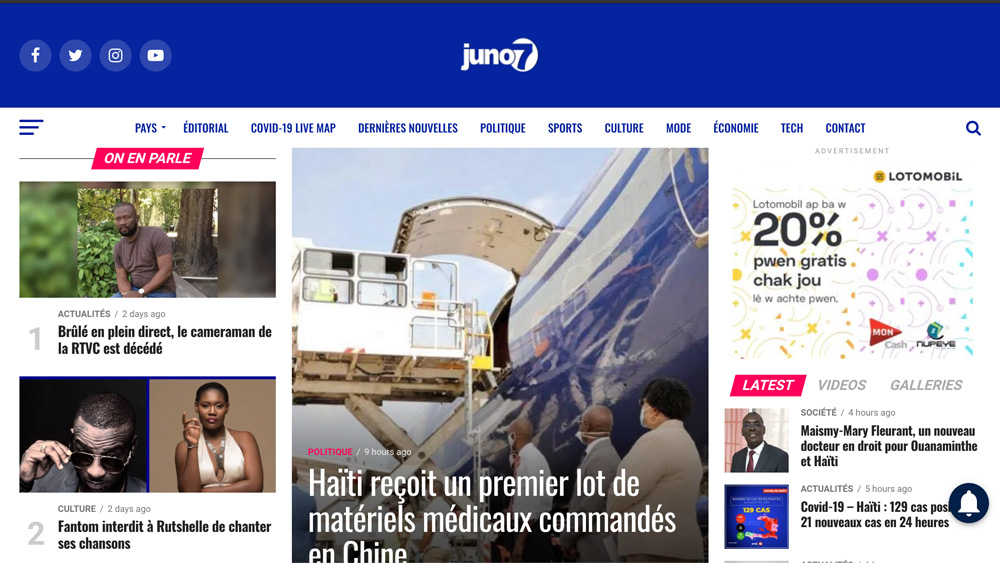 juno7
PAYS
ÉDITORIAL
COVID-19 LIVE MAP
DERNIÈRES NOUVELLES
POLITIQUE
SPORTS
CULTURE
MODE
ÉCONOMIE
TECH
CONTACT
ON EN PARLE
1
ACTUALITÉS / 2 days ago
Brûlé en plein direct, le cameraman de
la RTVC est décédé
2
CULTURE / 2 days ago
Fantom interdit à Rutshelle de chanter
ses chansons
POLITIQUE / 9 hours ago
Haïti reçoit un premier lot de
matériels médicaux commandés
en Chine
ADVERTISEMENT
LOTOMOBiL
Lotomobil ap ba w
20%
pwen gratis
chak jou
lè w achte pwen.
MON
Cash
NUPEYE
LATEST
VIDEOS
GALLERIES
SOCIÉTÉ / 4 hours ago
Maismy-Mary Fleurant, un nouveau
docteur en droit pour Ouanaminthe
et Haïti
ACTUALITÉS / 5 hours ago
Covid-19 – Haïti : 129 cas
21 nouveaux cas en 24 heures
129 CAS